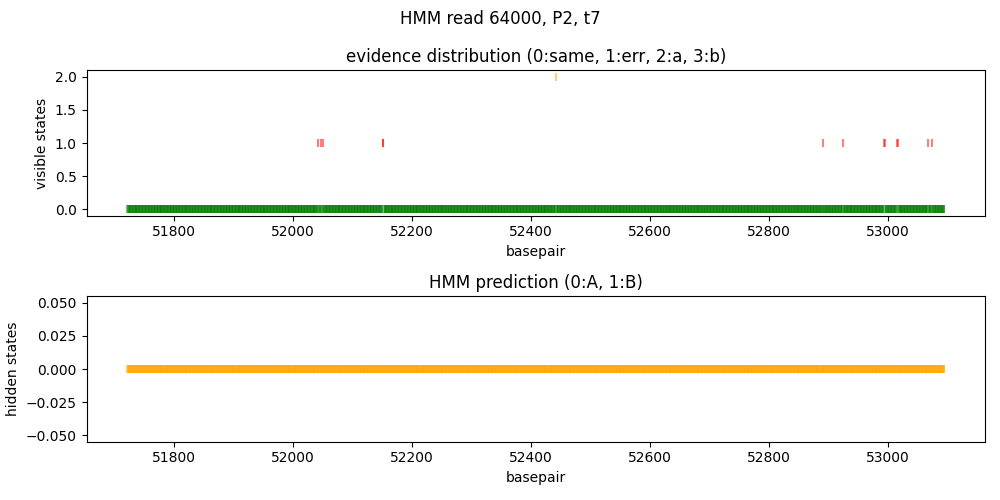 HMM read 64000, P2, t7
evidence distribution (0:same, 1:err, 2:a, 3:b)
visible states
2.0
1.5
1.0
0.5
0.0
51800 52000 52200 52400 52600 52800 53000
basepair
HMM prediction (0:A, 1:B)
hidden states
0.050
0.025
0.000
−0.025
−0.050
51800 52000 52200 52400 52600 52800 53000
basepair